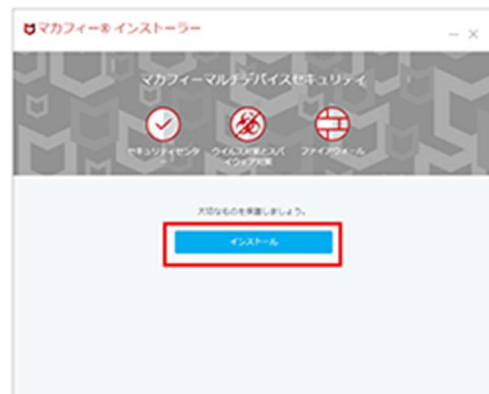 マカフィー® インストーラー
マカフィーマルチデバイスセキュリティ
セキュリティセンター
ウイルス対策とスパイウェア対策
ファイアウォール
大切なものを保護しましょう。
インストール